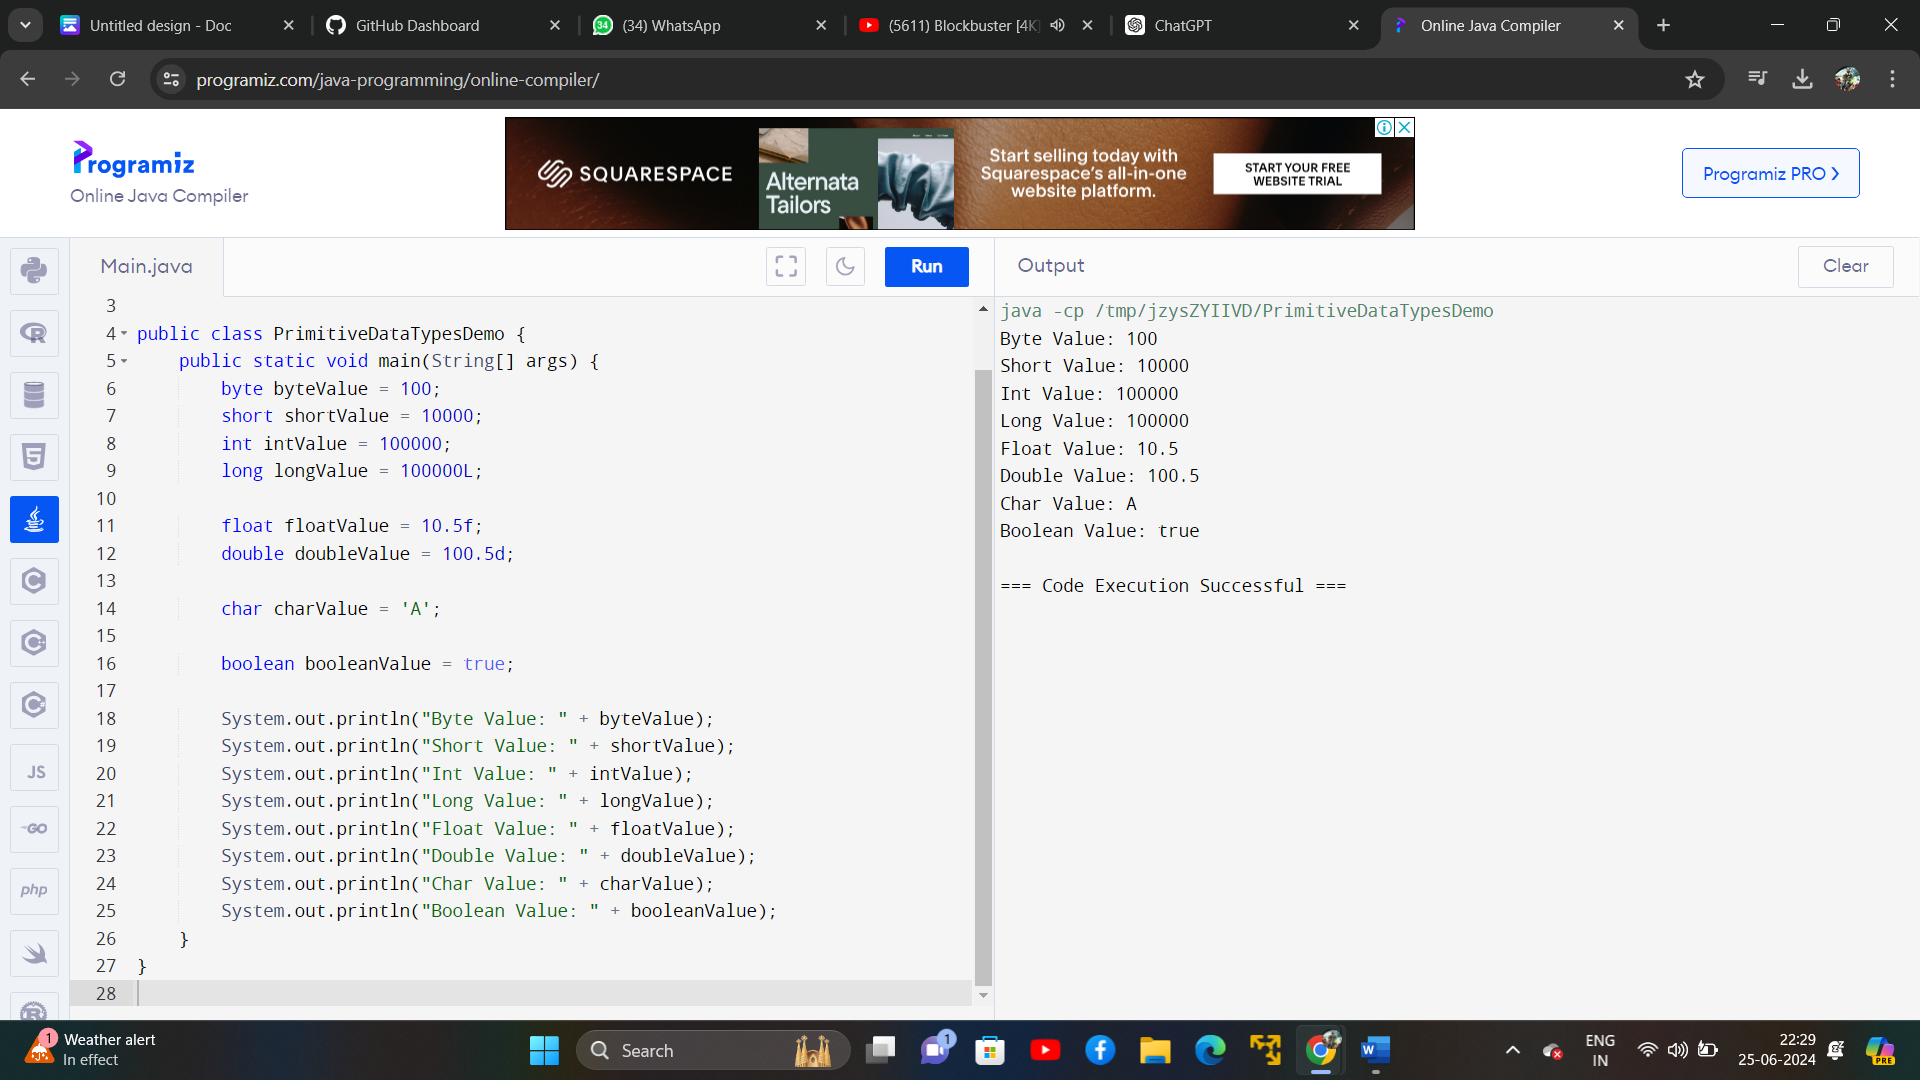 Untitled design - Doc
GitHub Dashboard
34
(34) WhatsApp
(5611) Blockbuster [4K]
ChatGPT
Online Java Compiler
programiz.com/java-programming/online-compiler/
Programiz
Online Java Compiler
SQUARESPACE
Alternata
Tailors
Start selling today with
Squarespace's all-in-one
website platform.
START YOUR FREE
WEBSITE TRIAL
Programiz PRO
Main.java
Run
Output
Clear
3
4 public class PrimitiveDataTypesDemo {
5 public static void main(String[] args) {
6 byte byteValue = 100;
7 short shortValue = 10000;
8 int intValue = 100000;
9 long longValue = 100000L;
10
11 float floatValue = 10.5f;
12 double doubleValue = 100.5d;
13
14 char charValue = 'A';
15
16 boolean booleanValue = true;
17
18 System.out.println("Byte Value: " + byteValue);
19 System.out.println("Short Value: " + shortValue);
20 System.out.println("Int Value: " + intValue);
21 System.out.println("Long Value: " + longValue);
22 System.out.println("Float Value: " + floatValue);
23 System.out.println("Double Value: " + doubleValue);
24 System.out.println("Char Value: " + charValue);
25 System.out.println("Boolean Value: " + booleanValue);
26 }
27 }
28
java -cp /tmp/jzysZYIIVD/PrimitiveDataTypesDemo
Byte Value: 100
Short Value: 10000
Int Value: 100000
Long Value: 100000
Float Value: 10.5
Double Value: 100.5
Char Value: A
Boolean Value: true
=== Code Execution Successful ===
R
5
C
C
C
JS
GO
php
1
Weather alert
In effect
Search
1
W
ENG
IN
22:29
25-06-2024
PRE